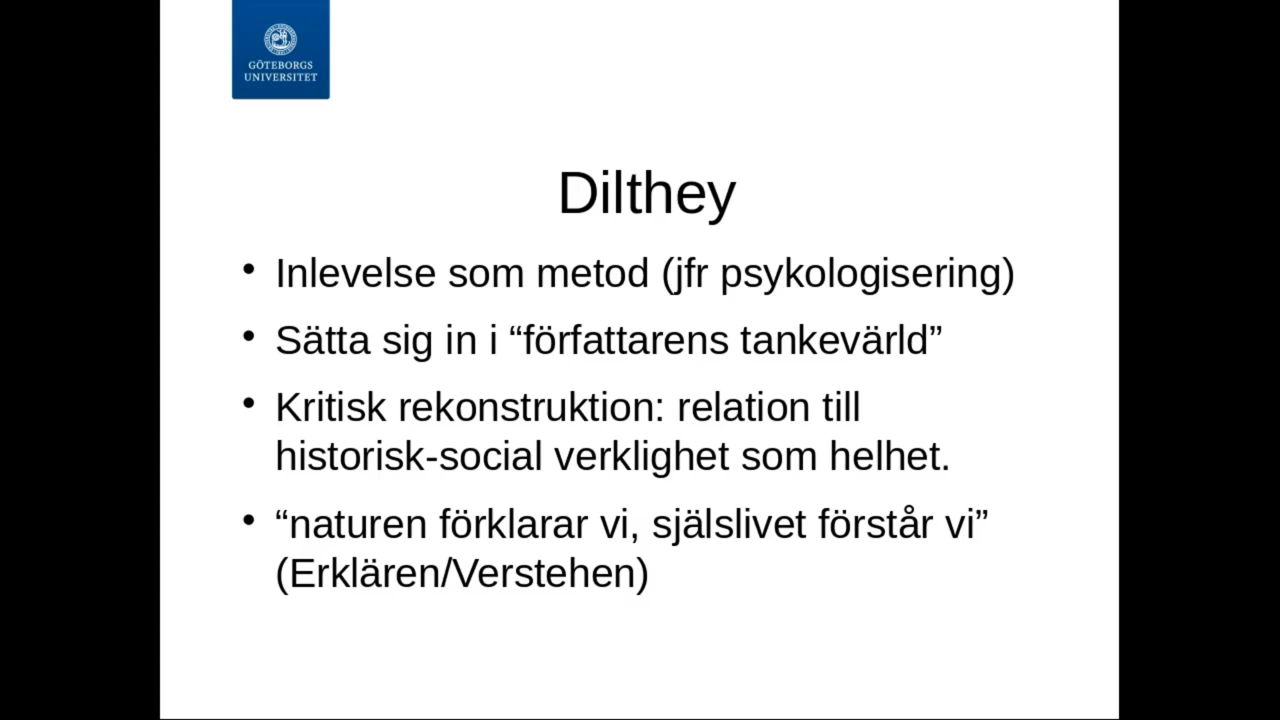 GÖTEBORGS
UNIVERSITET
Dilthey
• Inlevelse som metod (jfr psykologisering)
• Sätta sig in i “författarens tankevärld”
• Kritisk rekonstruktion: relation till
historisk-social verklighet som helhet.
• “naturen förklarar vi, själslivet förstår vi”
(Erklären/Verstehen)